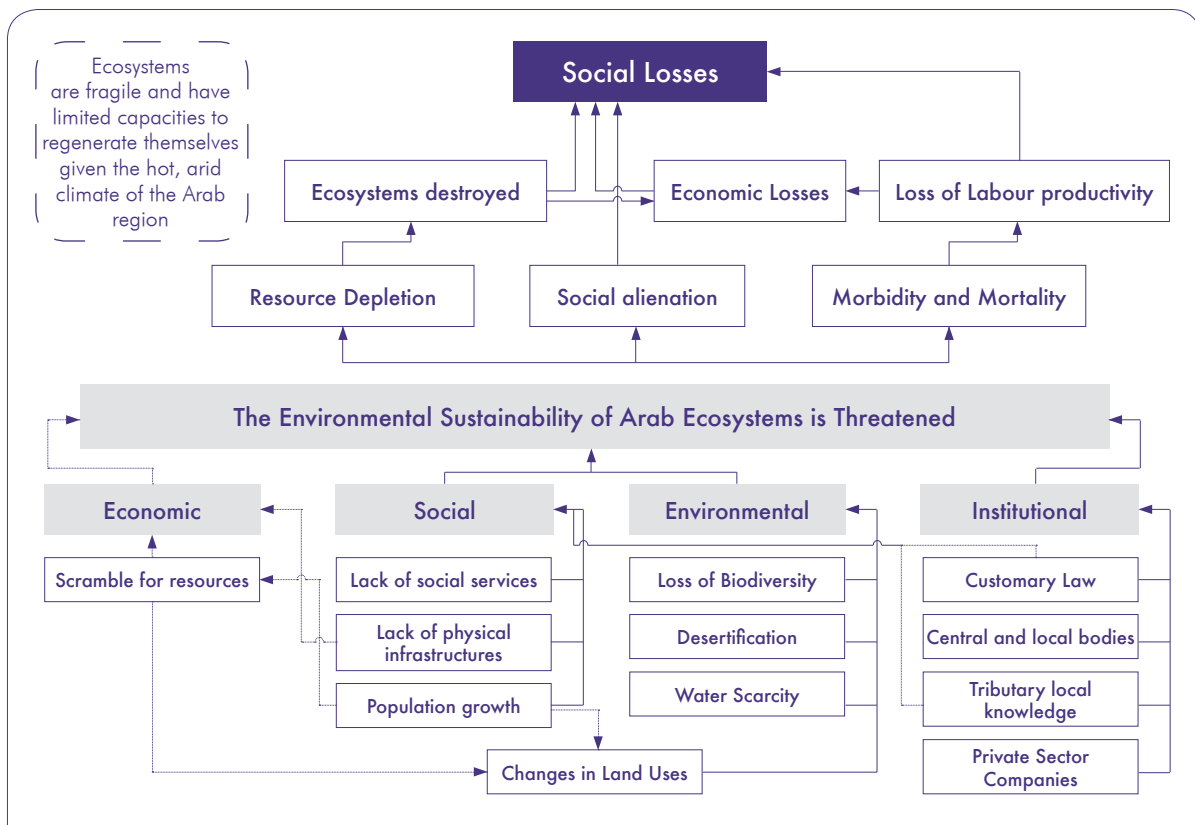 Ecosystems
are fragile and have
limited capacities to
regenerate themselves
given the hot, arid
climate of the Arab
region
Social Losses
Ecosystems destroyed
Economic Losses
Loss of Labour productivity
Resource Depletion
Social alienation
Morbidity and Mortality
The Environmental Sustainability of Arab Ecosystems is Threatened
Economic
Social
Environmental
Institutional
Scramble for resources
Lack of social services
Loss of Biodiversity
Customary Law
Lack of physical
infrastructures
Desertification
Central and local bodies
Population growth
Water Scarcity
Tributary local
knowledge
Changes in Land Uses
Private Sector
Companies